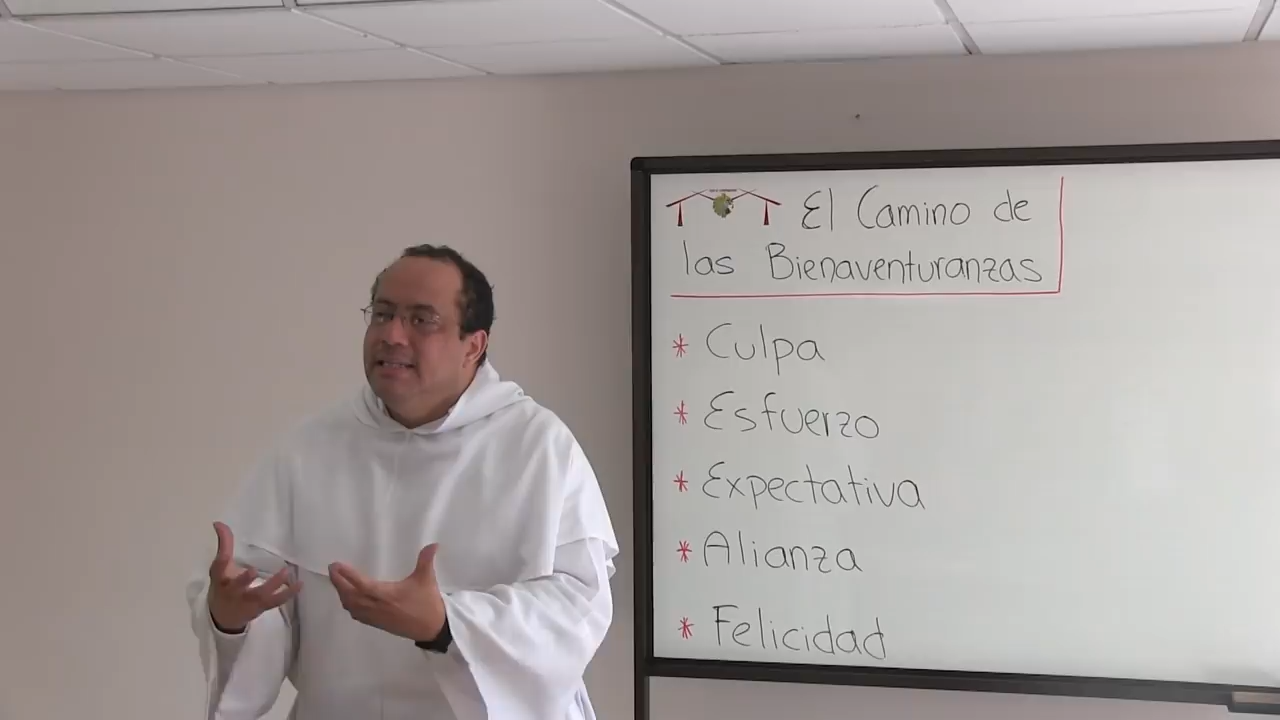 El Camino de
las Bienaventuranzas
* Culpa
* Esfuerzo
* Expectativa
* Alianza
* Felicidad